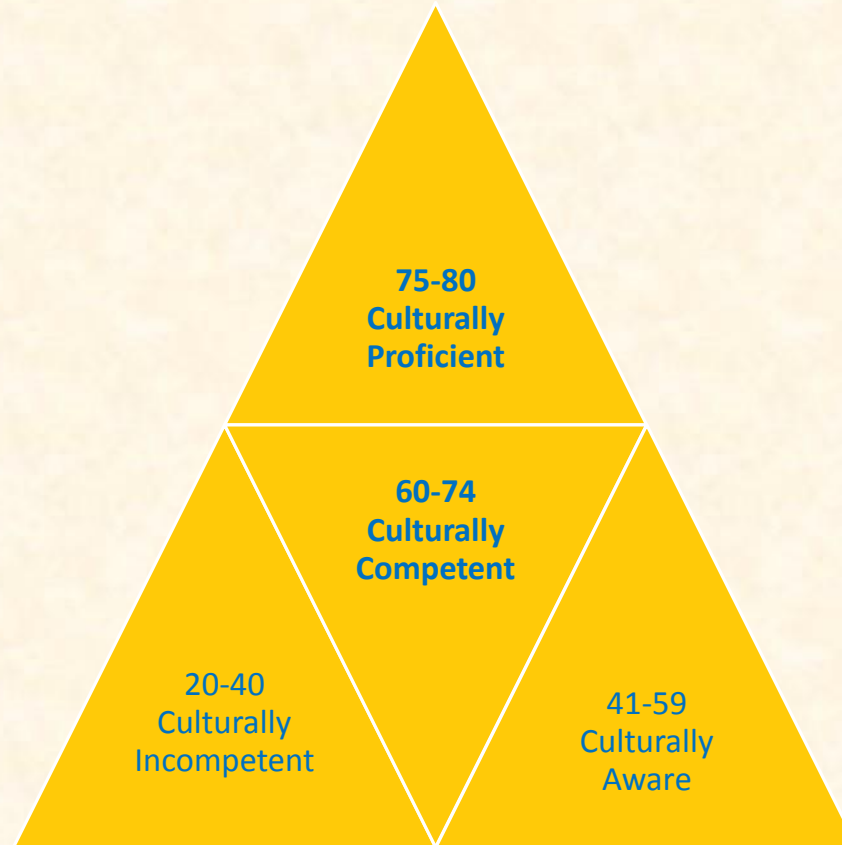 75-80
Culturally
Proficient
60-74
Culturally
Competent
20-40
Culturally
Incompetent
41-59
Culturally
Aware